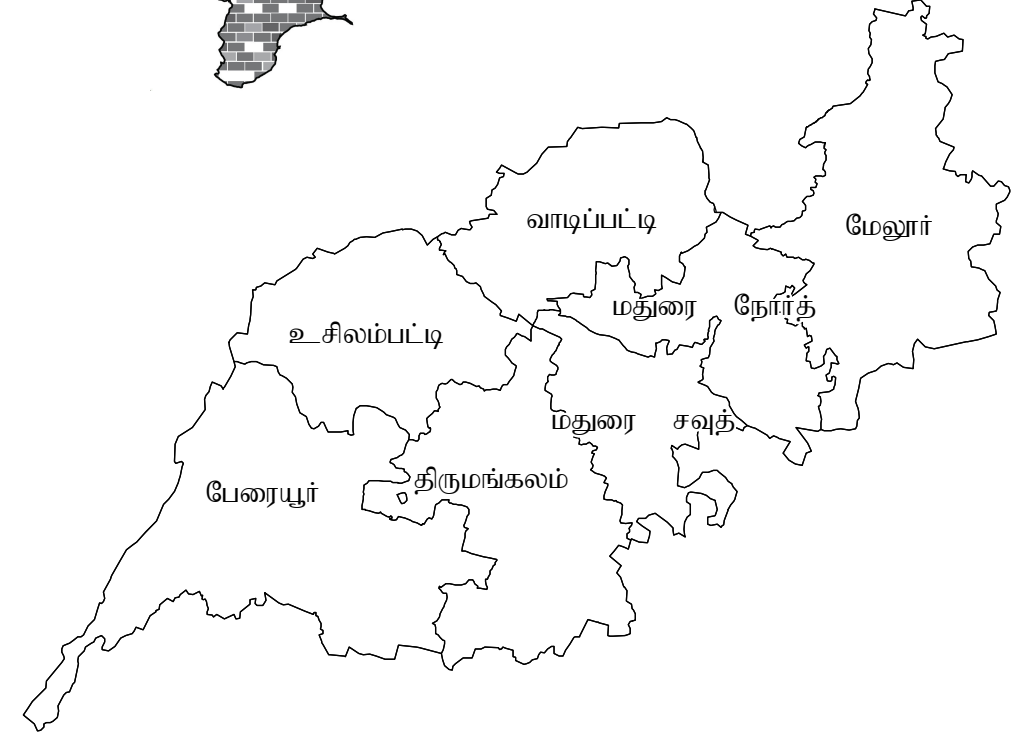 வாடிப்பட்டி
மேலூர்
மதுரை நேர்ர்த்
உசிலம்பட்டி
மதுரை சவுத்
திருமங்கலம்
பேரையூர்